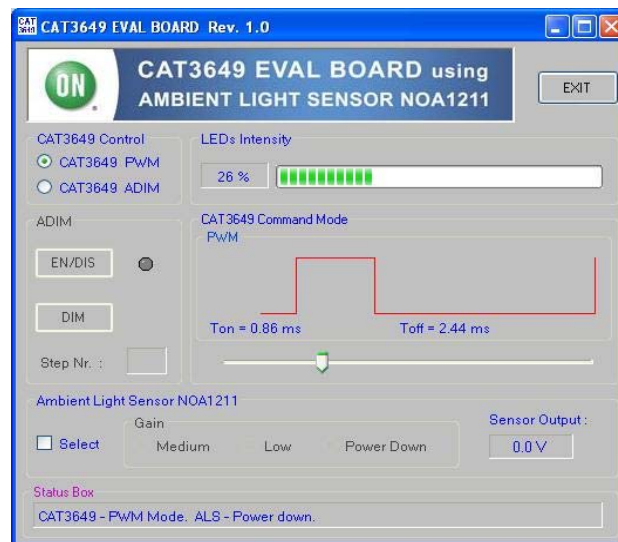 CAT
3649 CAT3649 EVAL BOARD Rev. 1.0
ON
CAT3649 EVAL BOARD using
AMBIENT LIGHT SENSOR NOA1211
EXIT
CAT3649 Control
CAT3649 PWM
CAT3649 ADIM
LEDs Intensity
26 %
ADIM
EN/DIS
DIM
Step Nr. :
CAT3649 Command Mode
PWM
Ton = 0.86 ms
Toff = 2.44 ms
Ambient Light Sensor NOA1211
Select
Gain
Medium
Low
Power Down
Sensor Output :
0.0 V
Status Box
CAT3649 - PWM Mode. ALS - Power down.